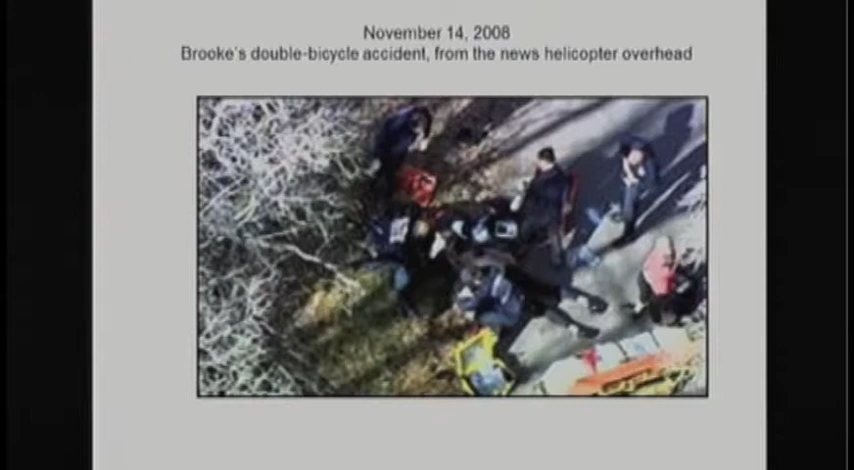 November 14, 2008
Brooke's double-bicycle accident, from the news helicopter overhead